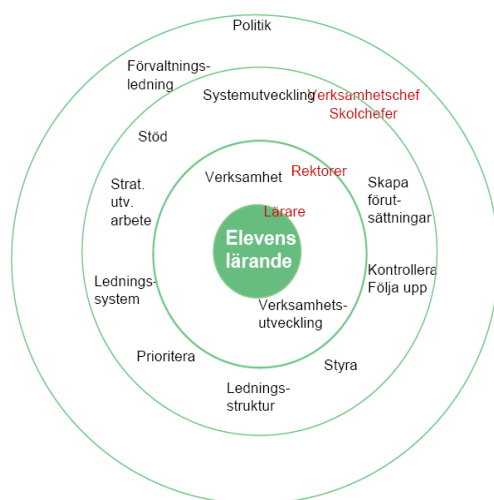 Politik
Förvaltnings-
ledning
Systemutveckling
Verksamhetschef
Skolchefer
Stöd
Verksamhet
Rektorer
Strat.
utv.
arbete
Skapa
förut-
sättningar
Lärare
Elevens
lärande
Lednings-
system
Kontrollera
Följa upp
Verksamhets-
utveckling
Prioritera
Styra
Lednings-
struktur